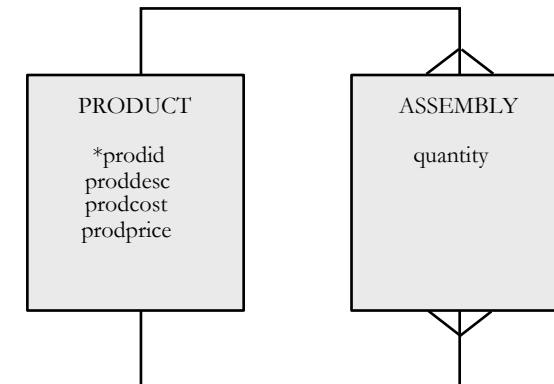 PRODUCT
*prodid
proddesc
prodcost
prodprice
ASSEMBLY
quantity